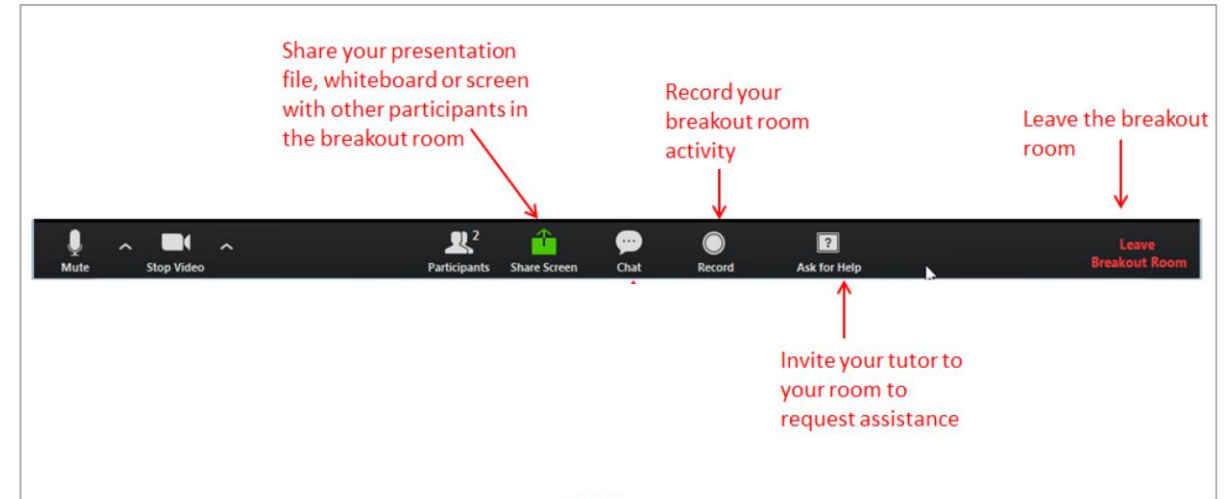 Share your presentation
file, whiteboard or screen
with other participants in
the breakout room
Record your
breakout room
activity
Leave the breakout
room
Mute
Stop Video
Participants
2
Share Screen
Chat
Record
Ask for Help
Leave
Breakout Room
Invite your tutor to
your room to
request assistance